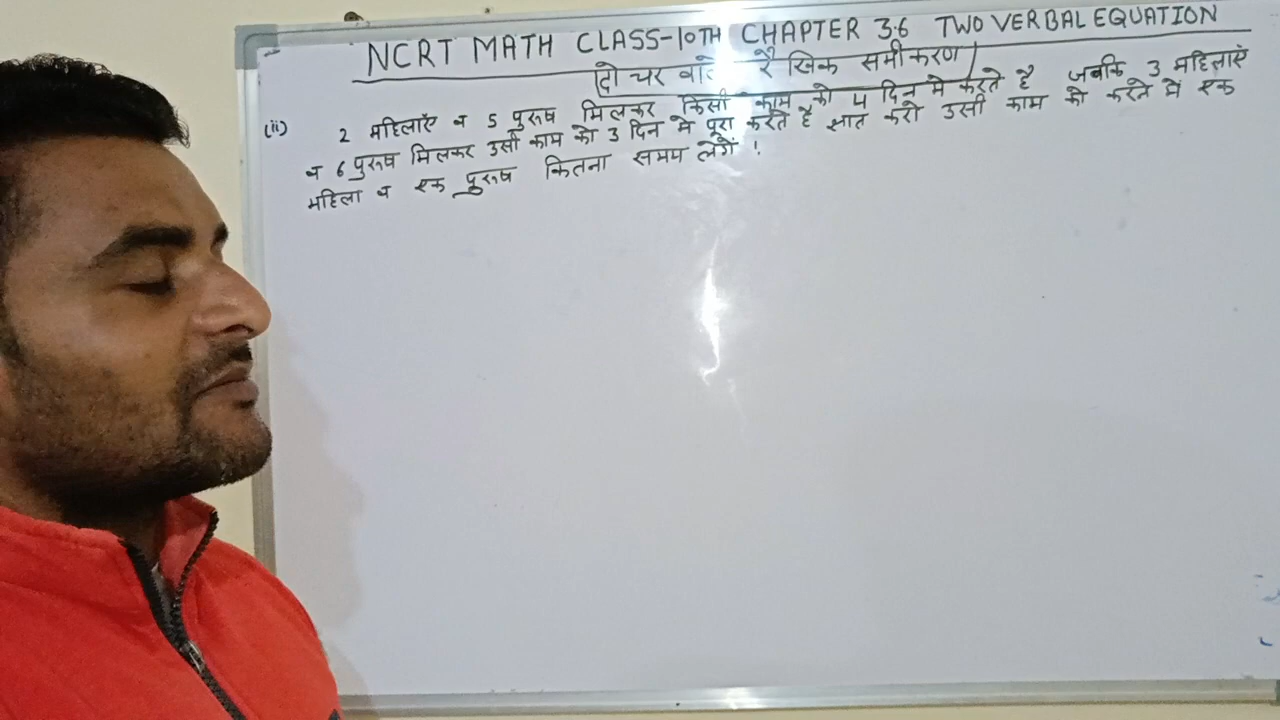 NCRT MATH CLASS-10TH CHAPTER 3.6 TWO VERBAL EQUATION
दो चर वाले रैखिक समीकरण
(ii) 2 महिलाएं व 5 पुरूष मिलकर किसी काम को 4 दिन मे करते है जबकि 3 महिलाएं
व 6 पुरूष मिलकर उसी काम को 3 दिन मे पूरा करते है ज्ञात करो उसी काम को करने में एक
महिला व एक पुरूष कितना समय लेगें !